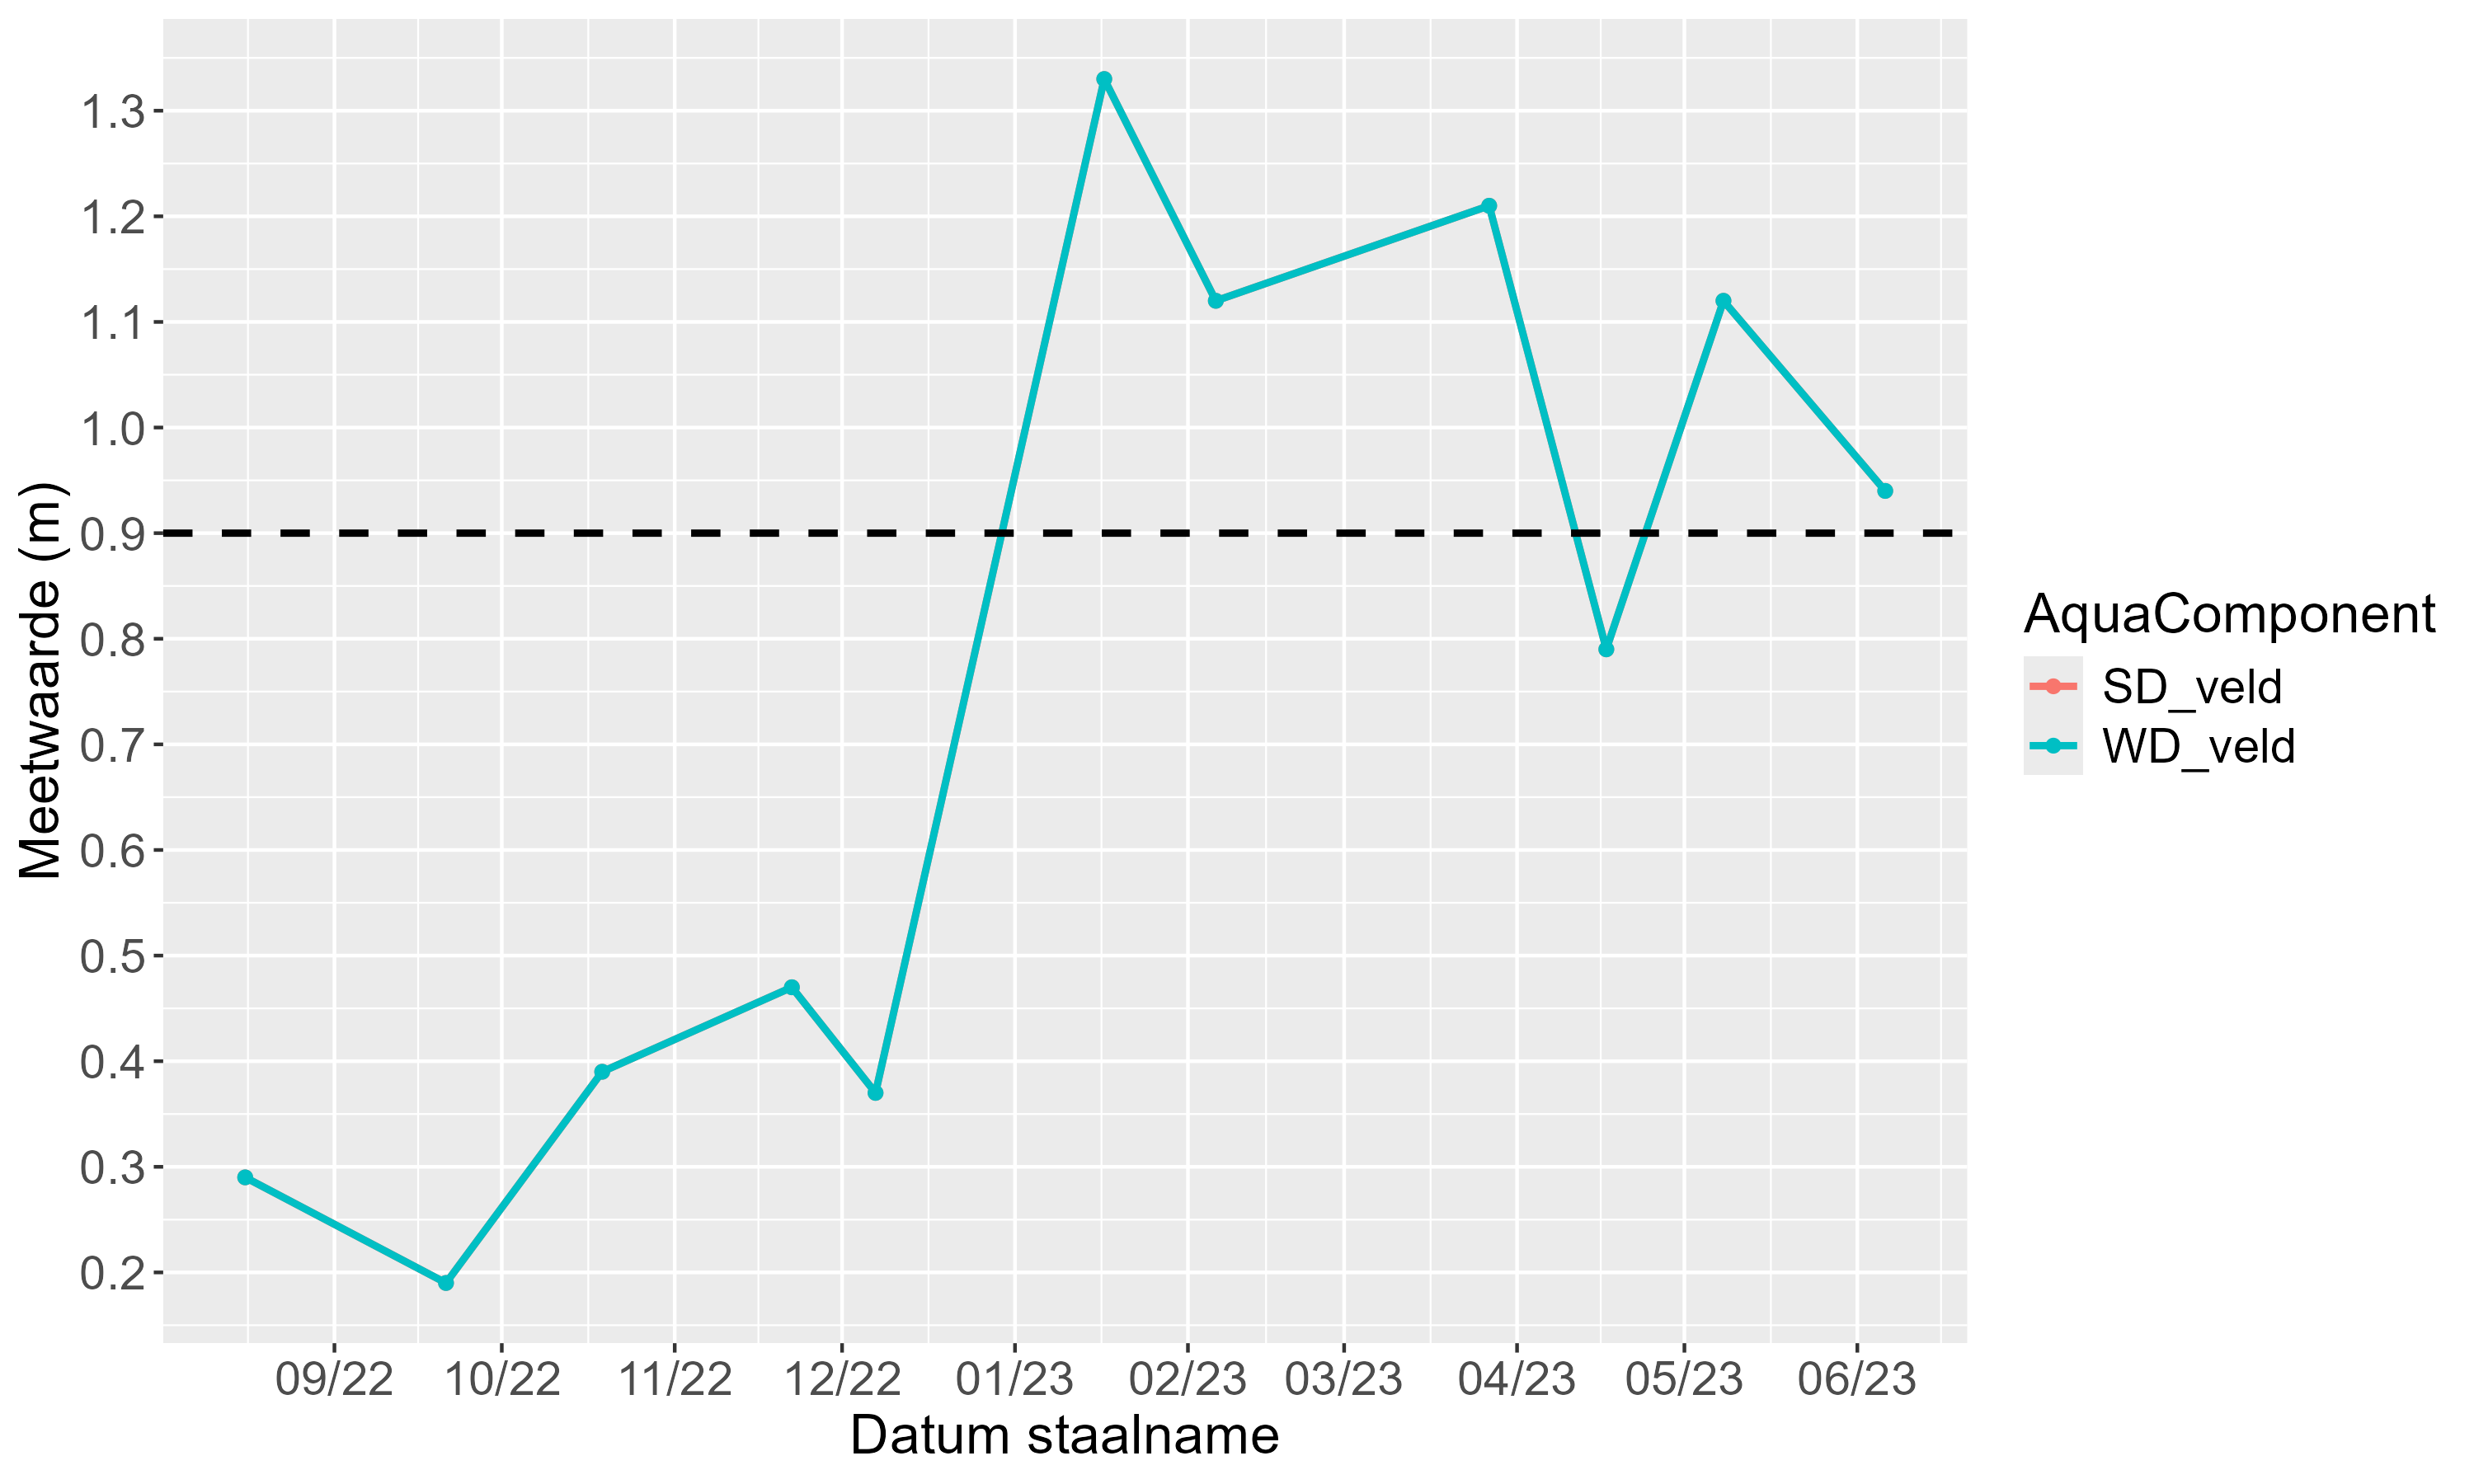 Meetwaarde (m)
1.3
1.2
1.1
1.0
0.9
0.8
0.7
0.6
0.5
0.4
0.3
0.2
09/22 10/22 11/22 12/22 01/23 02/23 03/23 04/23 05/23 06/23
Datum staalname
AquaComponent
SD_veld
WD_veld